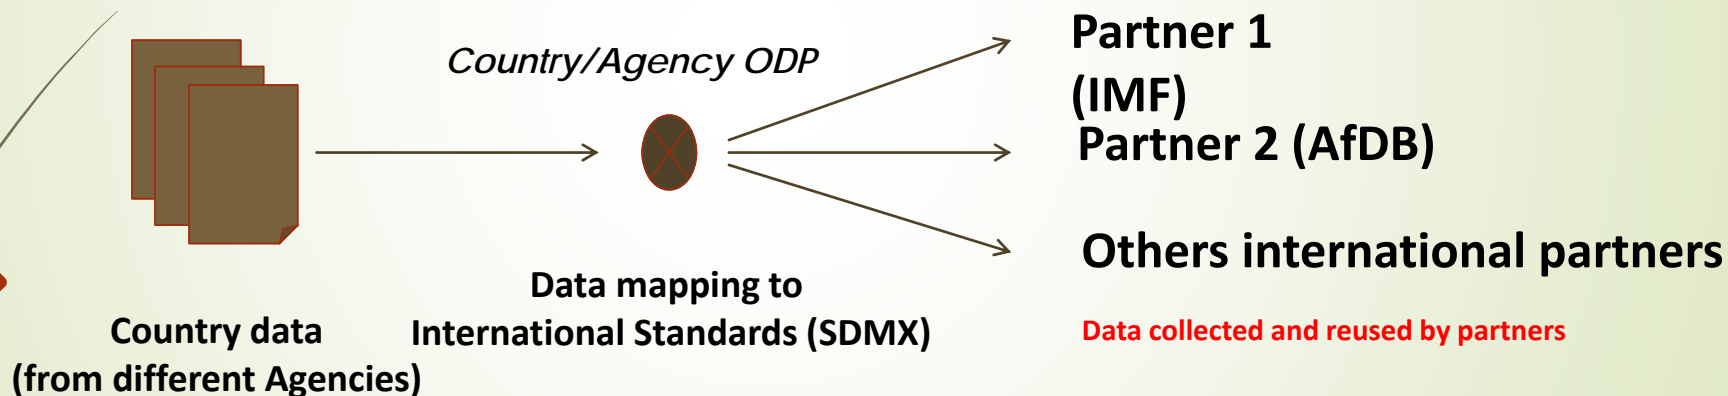 Country/Agency ODP
Partner 1
(IMF)
Partner 2 (AfDB)
Others international partners
Data collected and reused by partners
Data mapping to
International Standards (SDMX)
Country data
(from different Agencies)